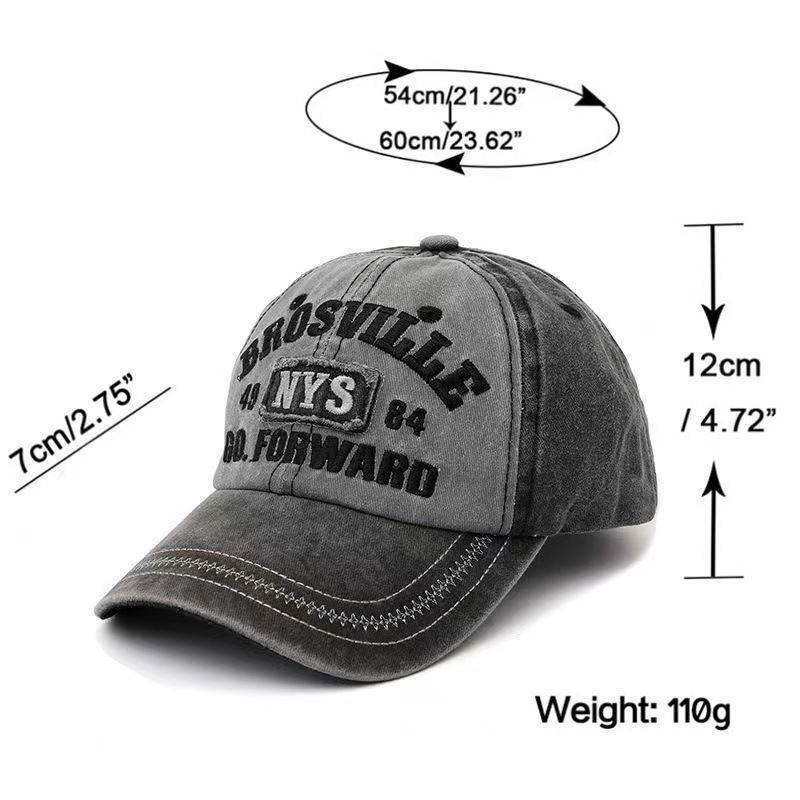 54cm/21.26”
60cm/23.62”
BROSVILLE
49 NYS 84
GO. FORWARD
7cm/2.75”
12cm
/ 4.72”
Weight: 110g